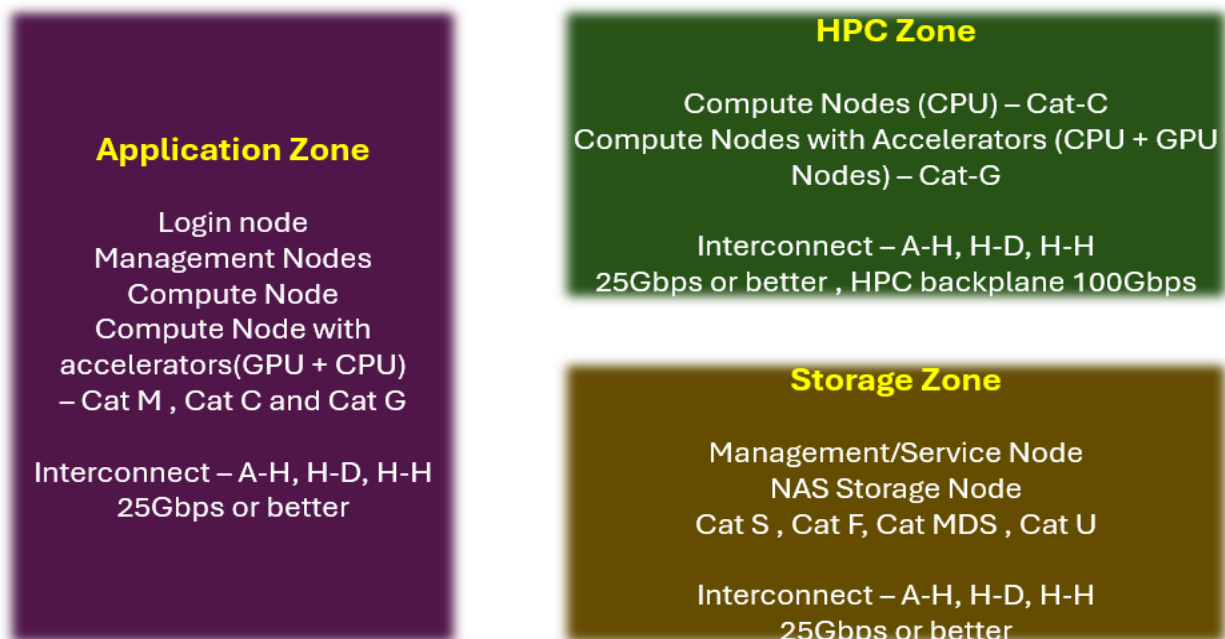 Application Zone
Login node
Management Nodes
Compute Node
Compute Node with
accelerators(GPU + CPU)
– Cat M , Cat C and Cat G
Interconnect – A-H, H-D, H-H
25Gbps or better
HPC Zone
Compute Nodes (CPU) – Cat-C
Compute Nodes with Accelerators (CPU + GPU
Nodes) – Cat-G
Interconnect – A-H, H-D, H-H
25Gbps or better , HPC backplane 100Gbps
Storage Zone
Management/Service Node
NAS Storage Node
Cat S , Cat F, Cat MDS , Cat U
Interconnect – A-H, H-D, H-H
25Gbps or better